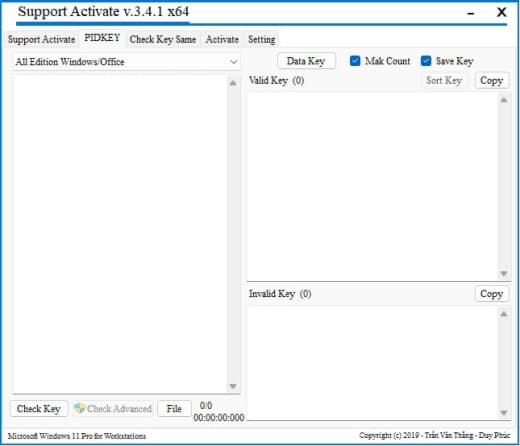 Support Activate v.3.4.1 x64
Support Activate PIDKEY Check Key Same Activate Setting
All Edition Windows/Office
Data Key Mak Count Save Key
Valid Key (0) Sort Key Copy
Invalid Key (0) Copy
Check Key Check Advanced File 0/0
00:00:00:000
Microsoft Windows 11 Pro for Workstations Copyright (c) 2019 - Trần Văn Thắng - Duy Phúc